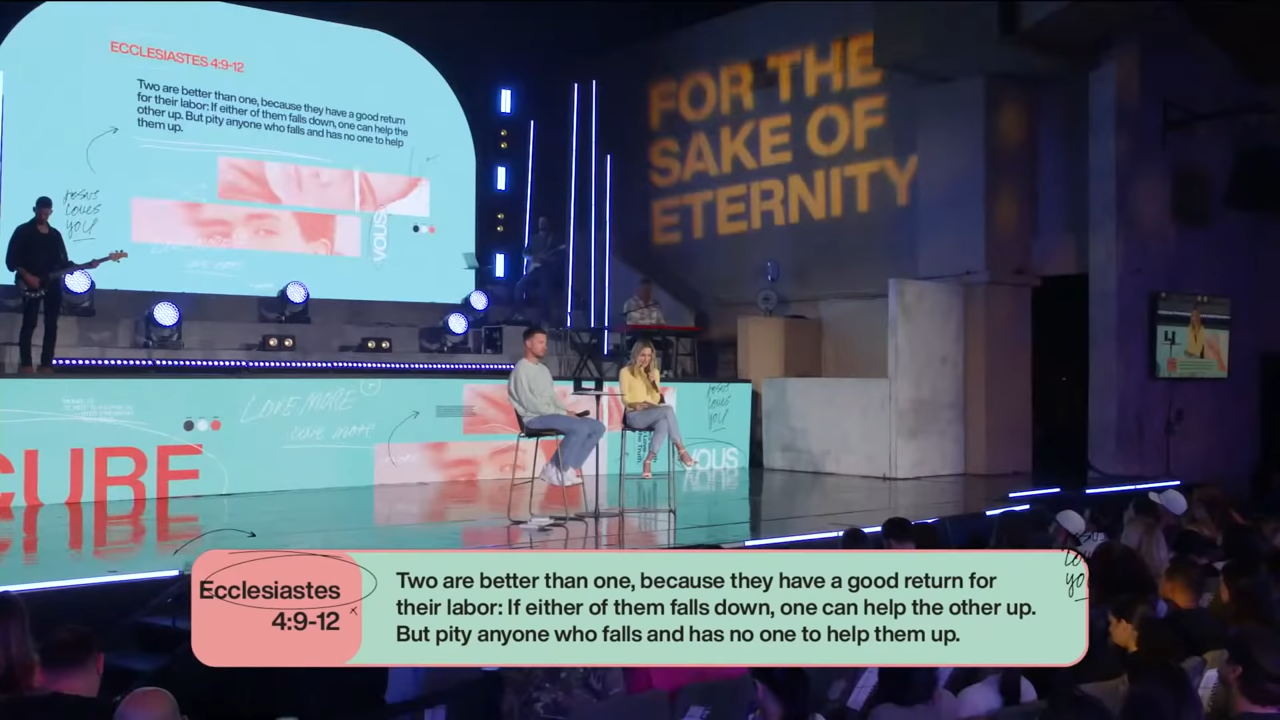 ECCLESIASTES 4:9-12
Two are better than one, because they have a good return
for their labor: If either of them falls down, one can help the
other up. But pity anyone who falls and has no one to help
them up.
Jesus
loves
you
VOUS
FOR THE
SAKE OF
ETERNITY
LOVE MORE
love more
CUBE
Jesus
loves
you
VOUS
Ecclesiastes
4:9-12
Two are better than one, because they have a good return for
their labor: If either of them falls down, one can help the other up.
But pity anyone who falls and has no one to help them up.